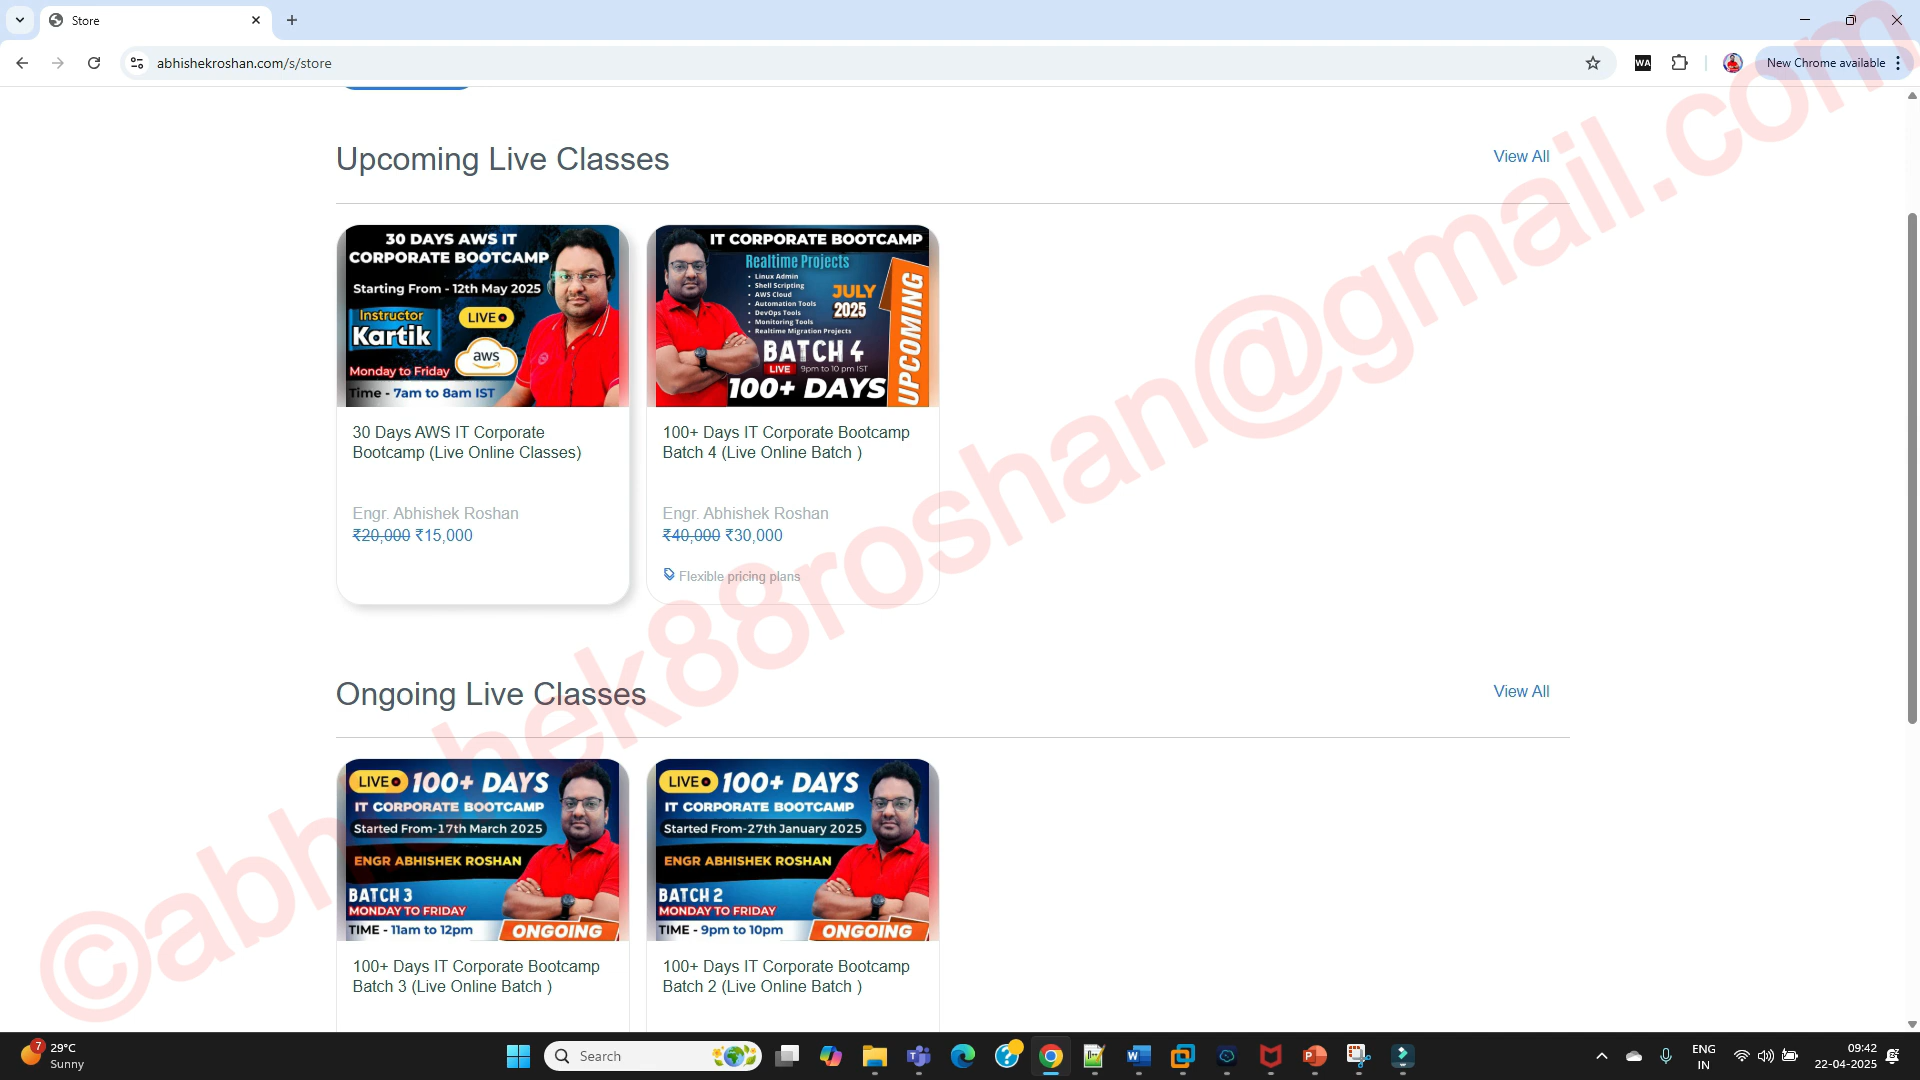 Store
abhishekroshan.com/s/store
WA
New Chrome available
Upcoming Live Classes
View All
30 DAYS AWS IT
CORPORATE BOOTCAMP
Starting From - 12th May 2025
Instructor
Kartik
LIVE
aws
Monday to Friday
Time - 7am to 8am IST
30 Days AWS IT Corporate
Bootcamp (Live Online Classes)
Engr. Abhishek Roshan
₹20,000 ₹15,000
IT CORPORATE BOOTCAMP
Realtime Projects
• Linux Admin
• Shell Scripting
• AWS Cloud
• Automation Tools
• DevOps Tools
• Monitoring Tools
• Realtime Migration Projects
JULY
2025
UPCOMING
BATCH 4
LIVE 9pm to 10 pm IST
100+ DAYS
100+ Days IT Corporate Bootcamp
Batch 4 (Live Online Batch )
Engr. Abhishek Roshan
₹40,000 ₹30,000
Flexible pricing plans
Ongoing Live Classes
View All
LIVE 100+ DAYS
IT CORPORATE BOOTCAMP
Started From-17th March 2025
ENGR ABHISHEK ROSHAN
BATCH 3
MONDAY TO FRIDAY
TIME - 11am to 12pm
ONGOING
100+ Days IT Corporate Bootcamp
Batch 3 (Live Online Batch )
LIVE 100+ DAYS
IT CORPORATE BOOTCAMP
Started From-27th January 2025
ENGR ABHISHEK ROSHAN
BATCH 2
MONDAY TO FRIDAY
TIME - 9pm to 10pm
ONGOING
100+ Days IT Corporate Bootcamp
Batch 2 (Live Online Batch )
©abhishek88roshan@gmail.com
7
29°C
Sunny
Search
ENG
IN
09:42
22-04-2025